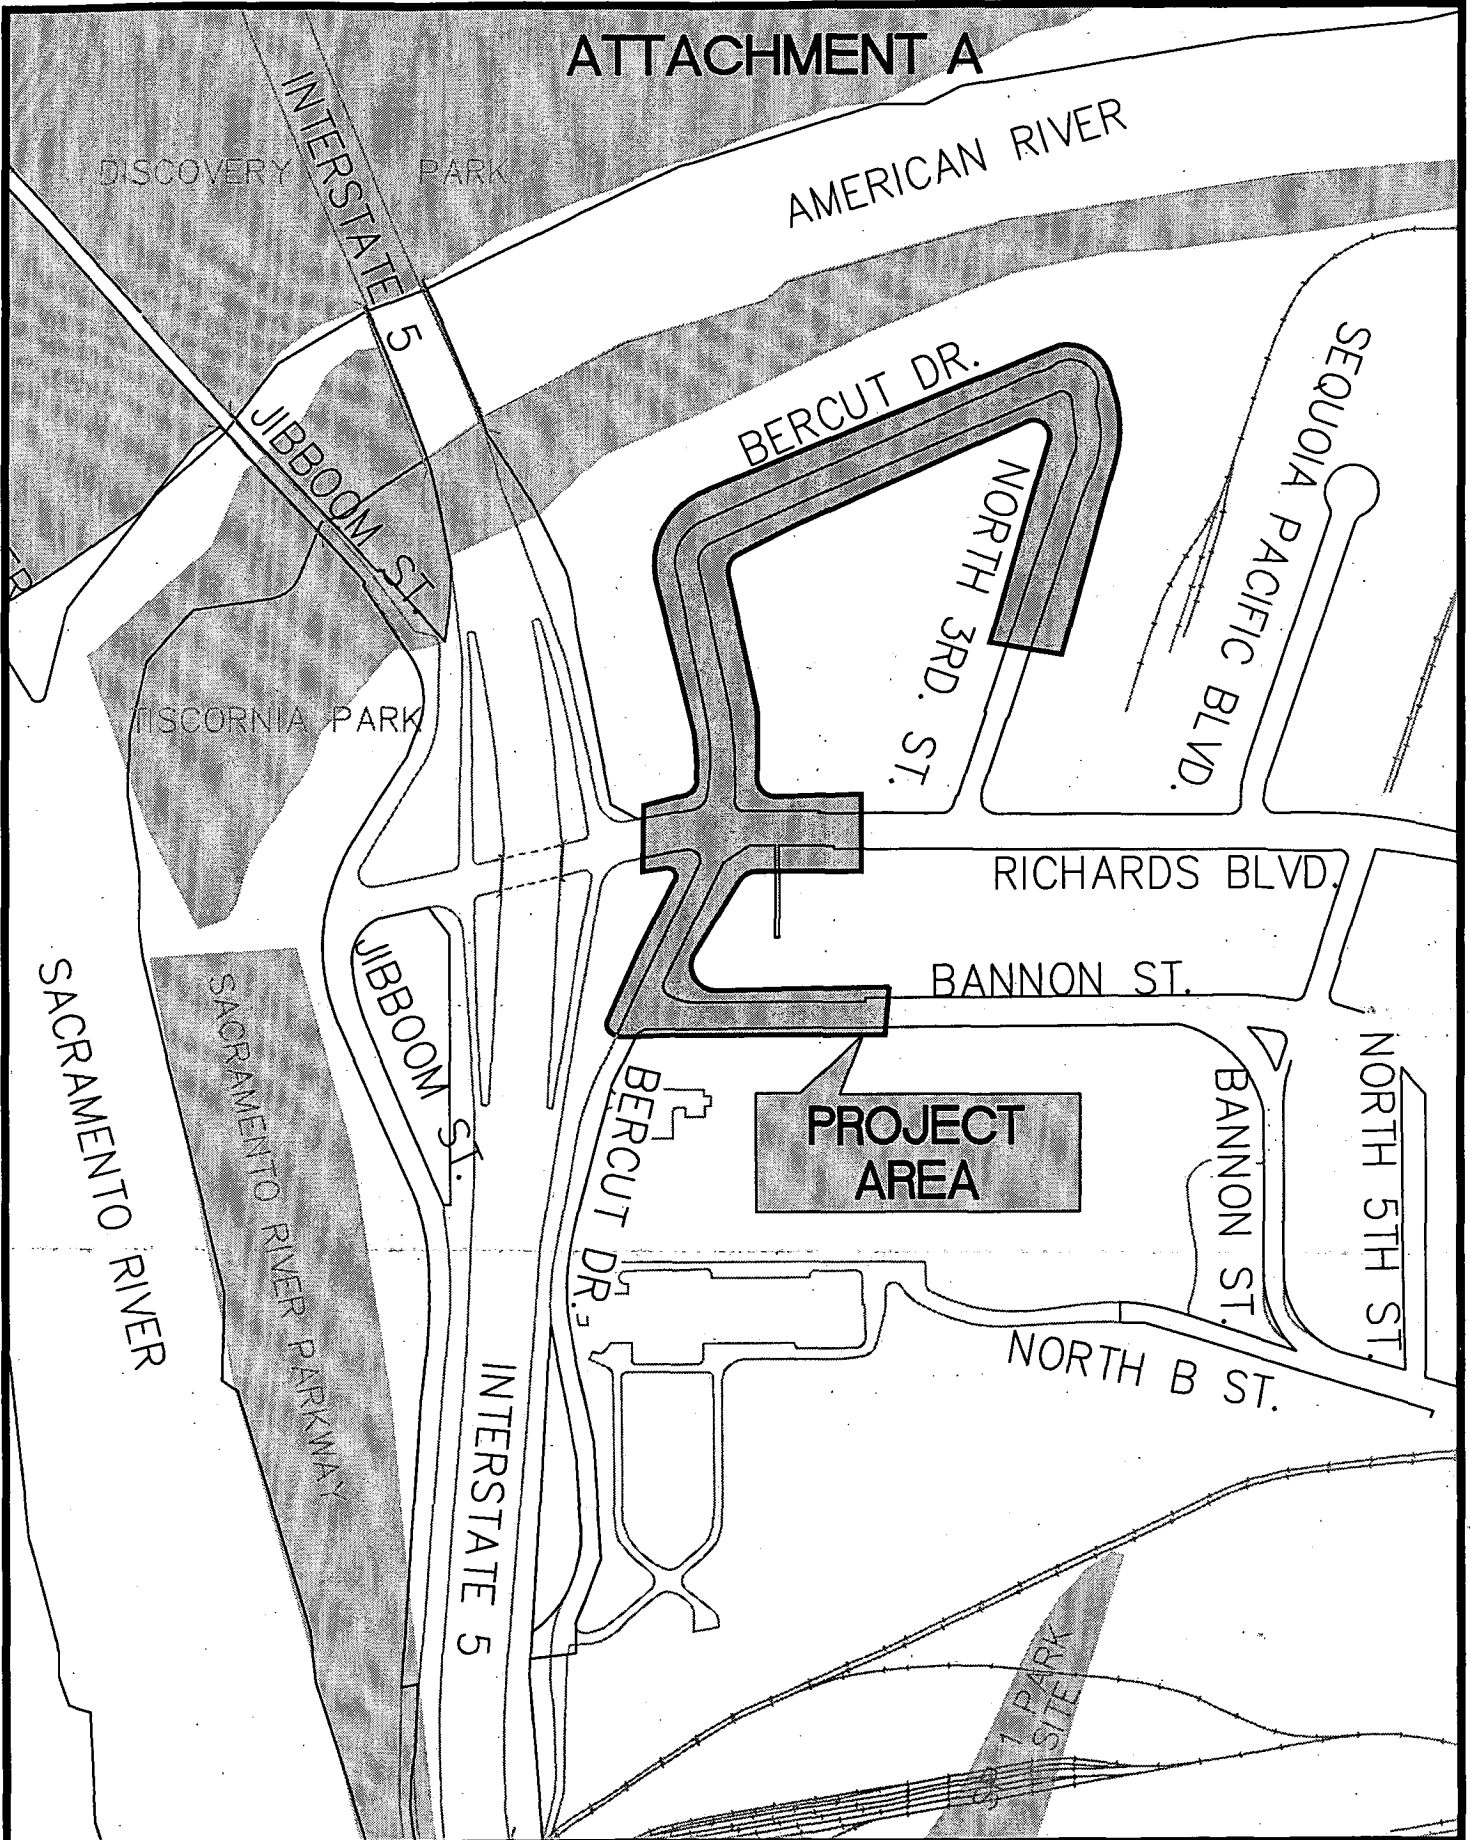 ATTACHMENT A
INTERSTATE 5
DISCOVERY PARK
AMERICAN RIVER
JIBBOOM ST.
BERCUT DR.
NORTH 3RD. ST.
SEQUOIA PACIFIC BLVD.
TISCORNIA PARK
RICHARDS BLVD.
BANNON ST.
JIBBOOM ST.
SACRAMENTO RIVER
SACRAMENTO RIVER PARKWAY
BERCUT DR.
PROJECT
AREA
BANNON ST.
NORTH 5TH ST.
NORTH B ST.
INTERSTATE 5
1 PARK
SITE